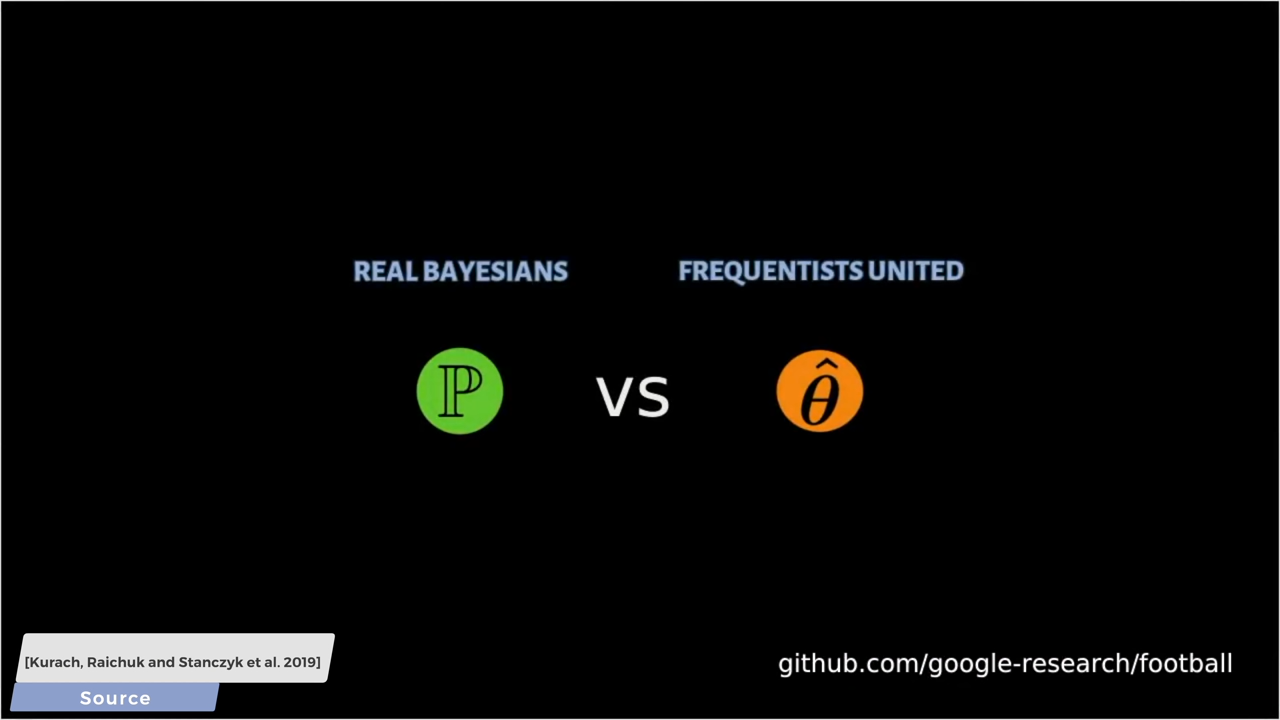 REAL BAYESIANS
FREQUENTISTS UNITED
ℙ
vs
θ̂
[Kurach, Raichuk and Stanczyk et al. 2019]
Source
github.com/google-research/football